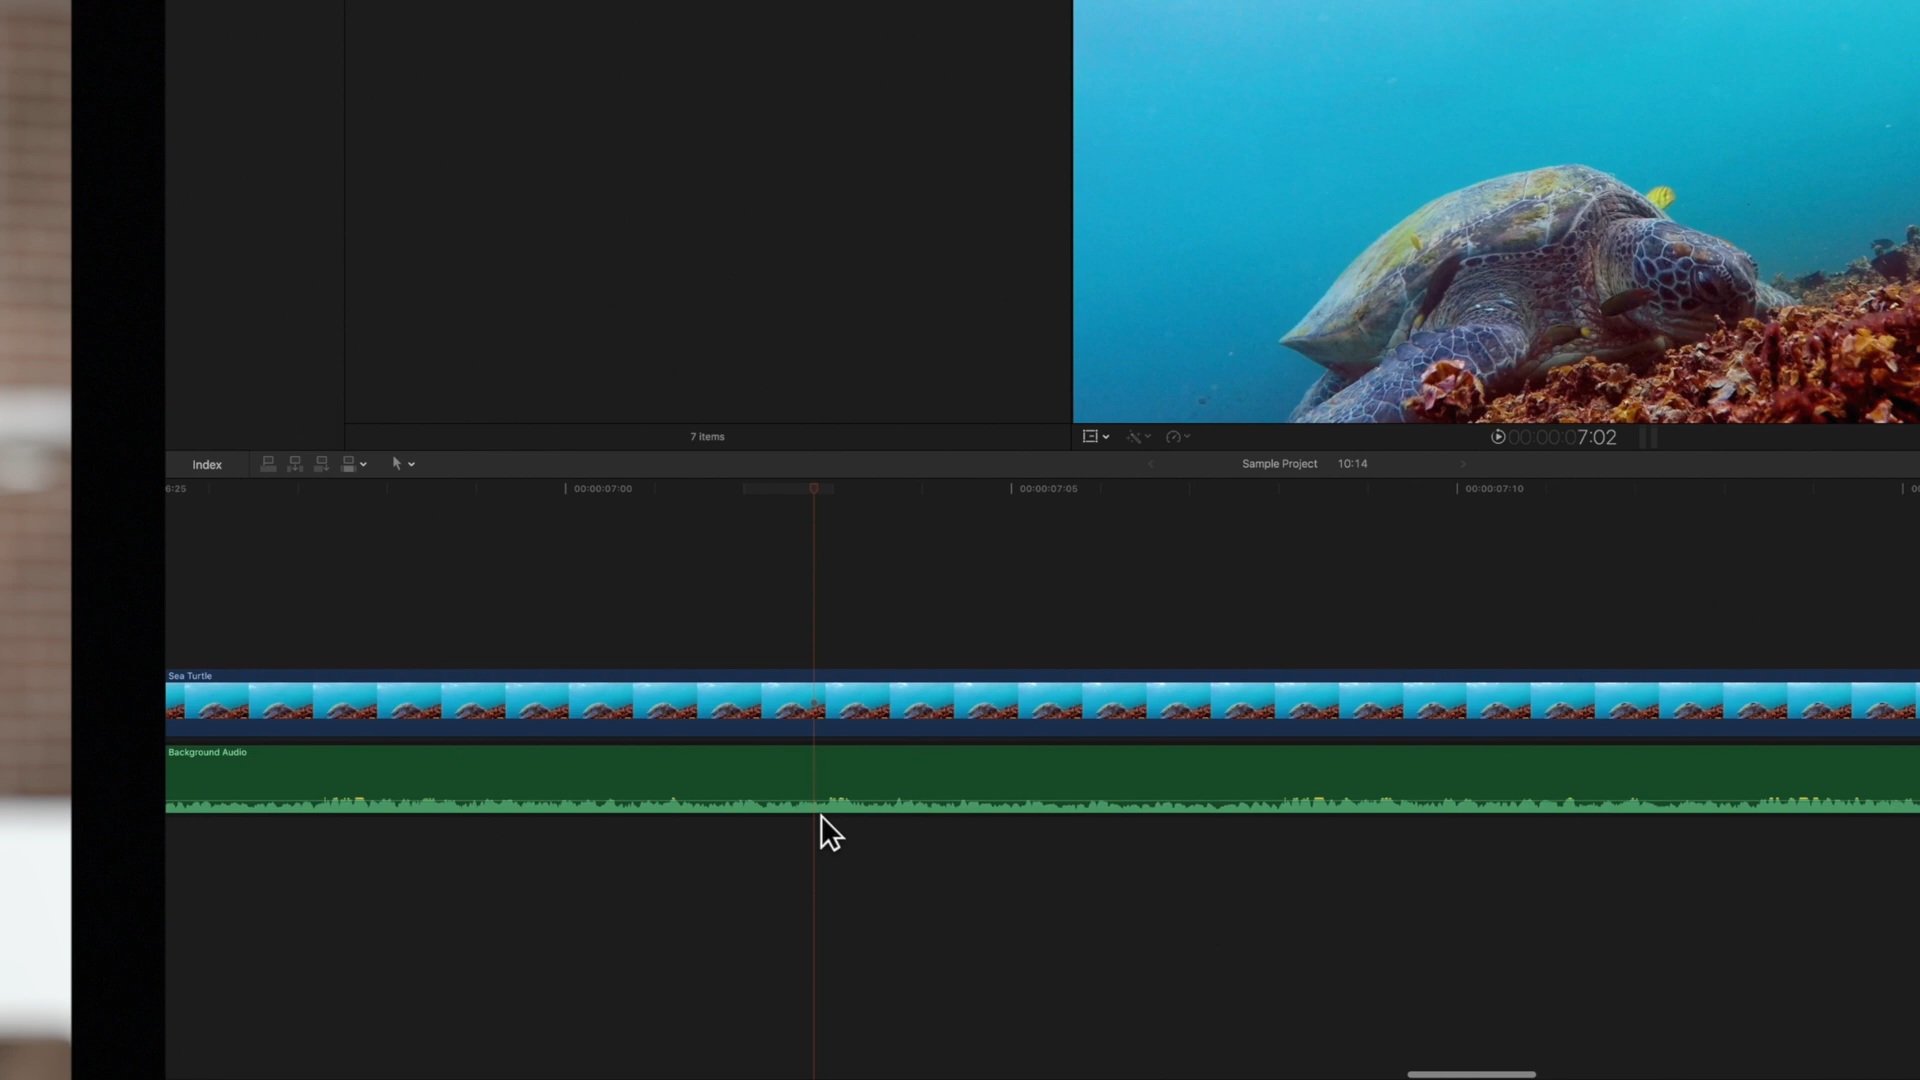 7 items
00:00:07:02
Index
Sample Project 10:14
6:25
00:00:07:00
00:00:07:05
00:00:07:10
Sea Turtle
Background Audio